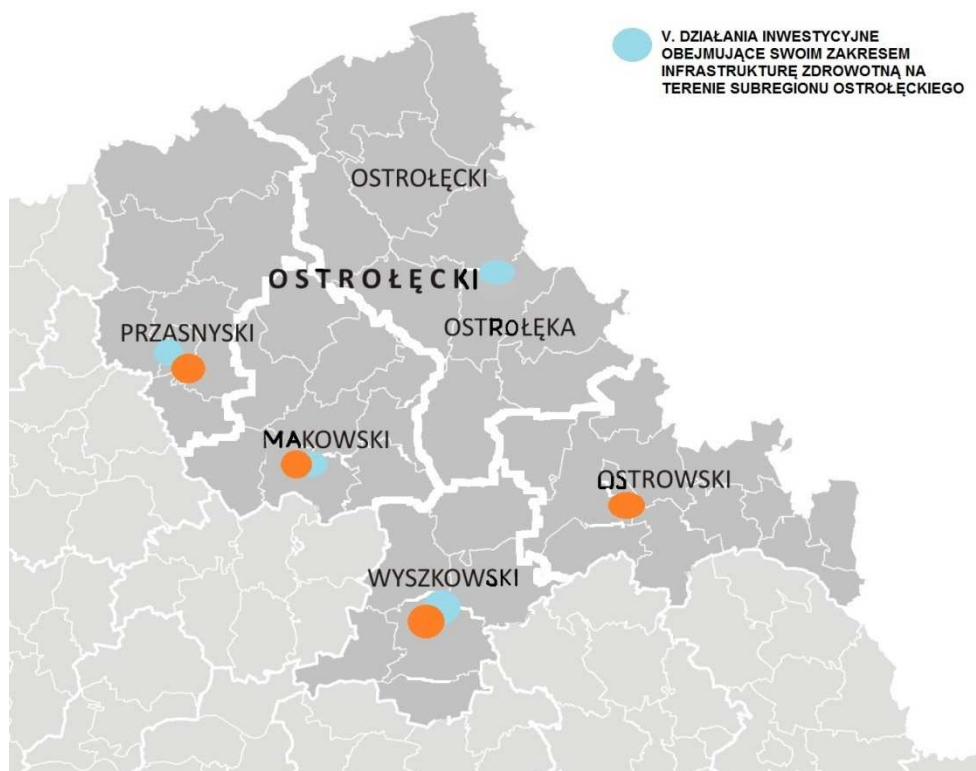 V. DZIAŁANIA INWESTYCYJNE
OBEJMUJĄCE SWOIM ZAKRESEM
INFRASTRUKTURĘ ZDROWOTNĄ NA
TERENIE SUBREGIONU OSTROŁĘCKIEGO
OSTROŁĘCKI
OSTROŁĘCKI
OSTROŁĘKA
PRZASNYSKI
MAKOWSKI
OSTROWSKI
WYSZKOWSKI